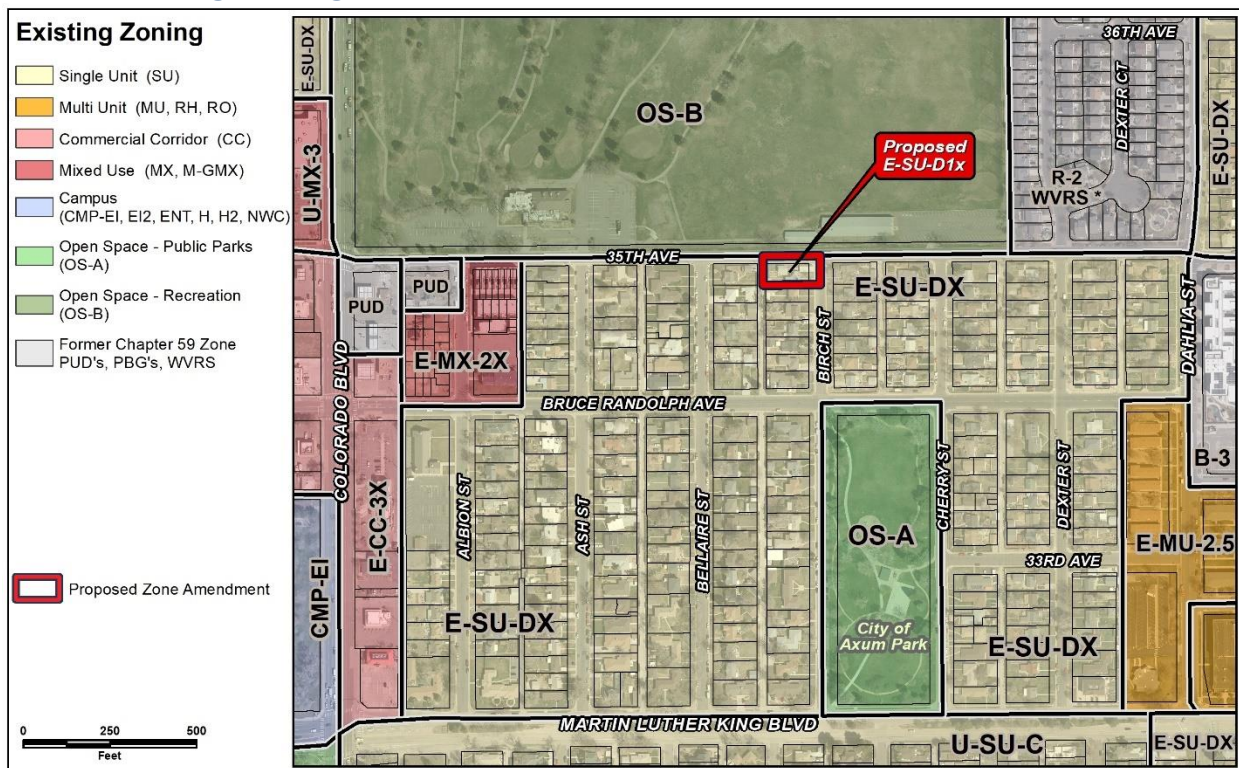 Existing Zoning
Single Unit (SU)
Multi Unit (MU, RH, RO)
Commercial Corridor (CC)
Mixed Use (MX, M-GMX)
Campus
(CMP-EI, EI2, ENT, H, H2, NWC)
Open Space - Public Parks
(OS-A)
Open Space - Recreation
(OS-B)
Former Chapter 59 Zone
PUD's, PBG's, WVRS
Proposed Zone Amendment
0 250 500
Feet
E-SU-DX
U-MX-3
OS-B
Proposed
E-SU-D1x
36TH AVE
DEXTER CT
R-2
WVRS *
E-SU-DX
35TH AVE
PUD
PUD
E-MX-2X
E-SU-DX
BIRCH ST
DAHLIA ST
COLORADO BLVD
BRUCE RANDOLPH AVE
B-3
E-CC-3X
ALBION ST
ASH ST
BELLAIRE ST
OS-A
CHERRY ST
DEXTER ST
E-MU-2.5
33RD AVE
CMP-EI
E-SU-DX
City of
Axum Park
E-SU-DX
MARTIN LUTHER KING BLVD
U-SU-C
E-SU-DX